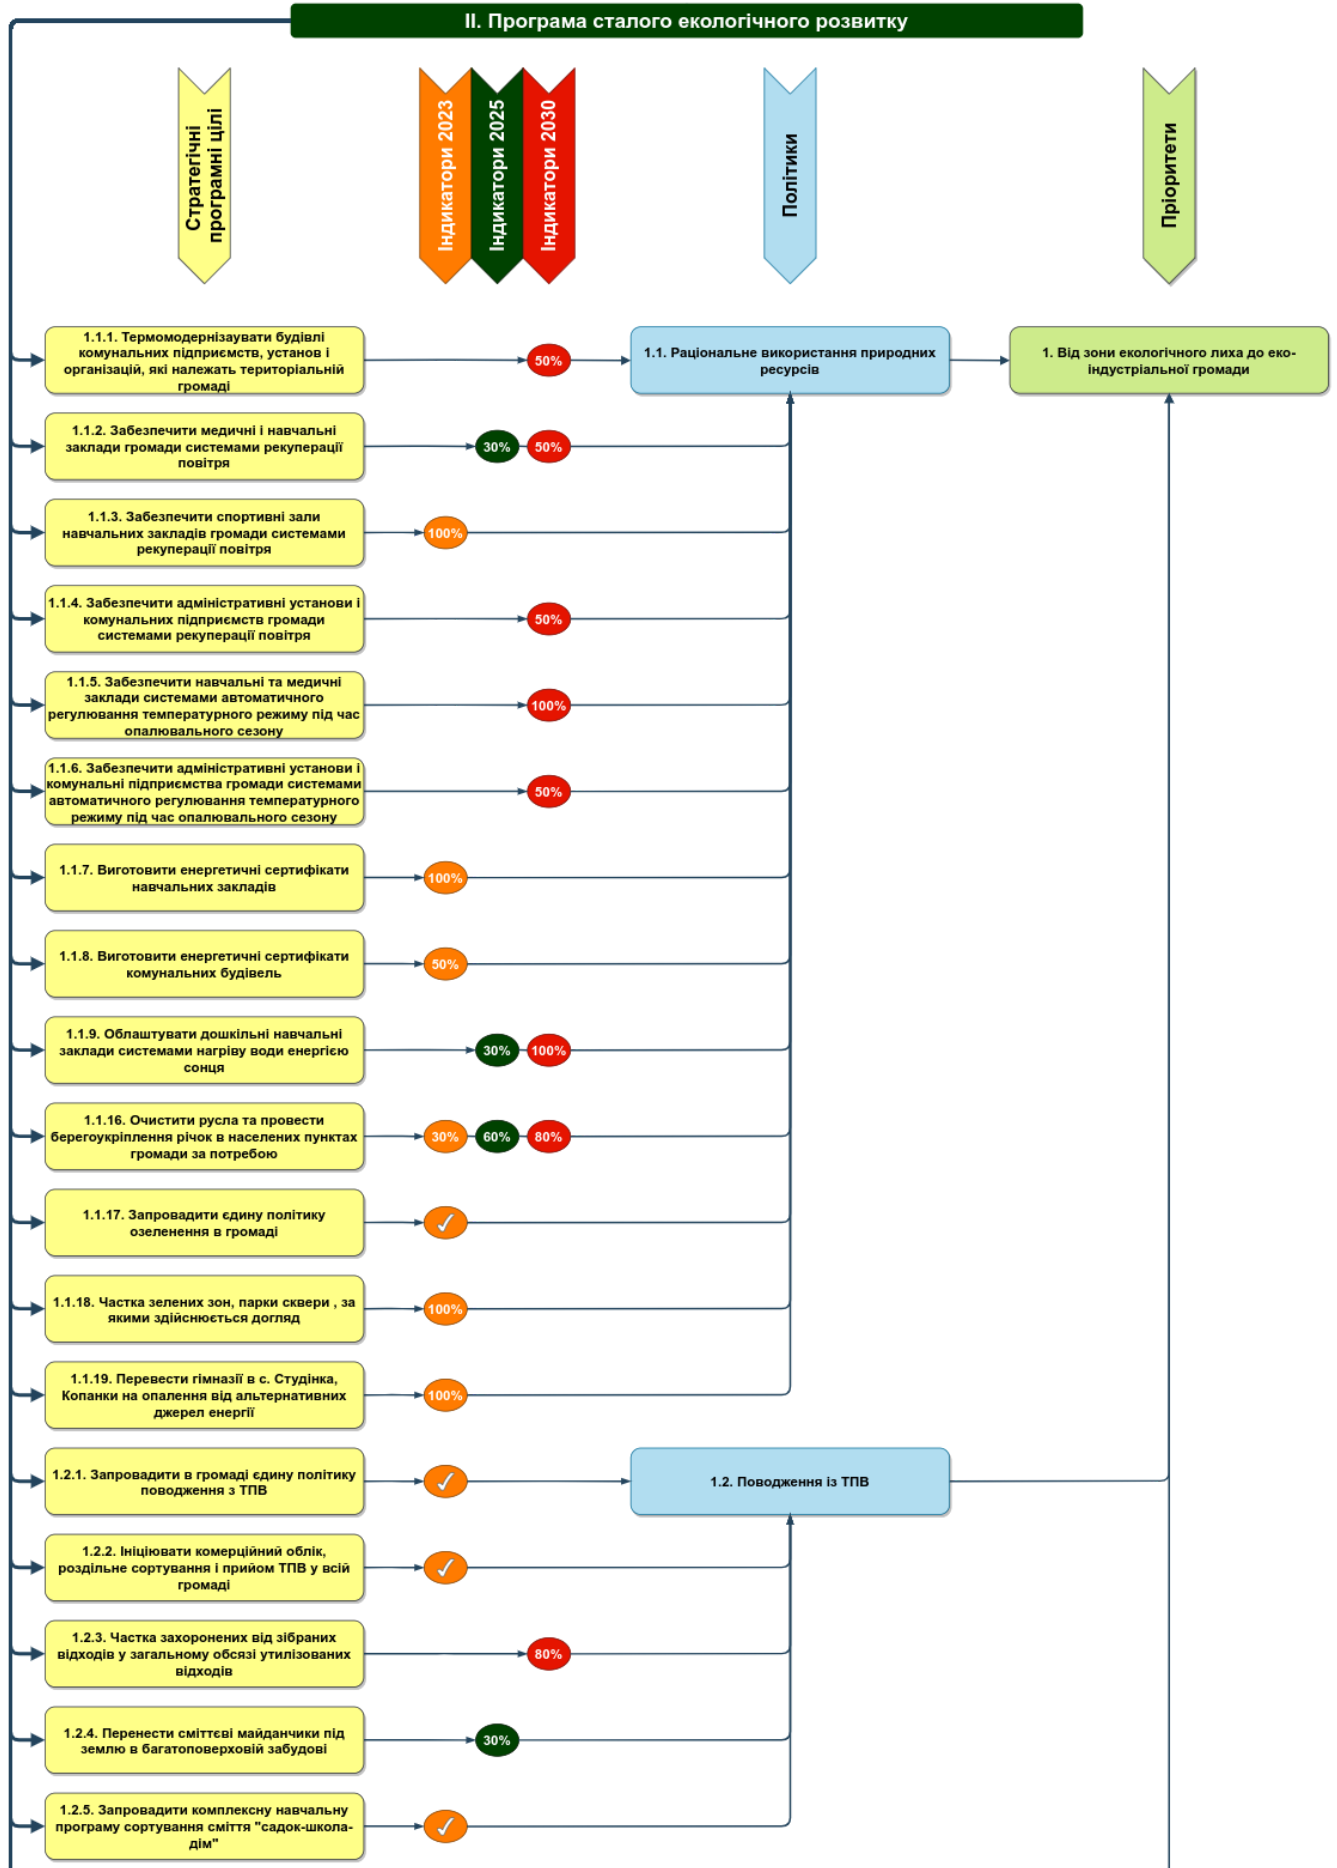 II. Програма сталого екологічного розвитку
Стратегічні
програмні цілі
Індикатори 2023
Індикатори 2025
Індикатори 2030
Політики
Пріоритети
1.1.1. Термомодернізаувати будівлі
комунальних підприємств, установ і
організацій, які належать територіальній
громаді
50%
1.1. Раціональне використання природних
ресурсів
1. Від зони екологічного лиха до еко-
індустріальної громади
1.1.2. Забезпечити медичні і навчальні
заклади громади системами рекуперації
повітря
30%
50%
1.1.3. Забезпечити спортивні зали
навчальних закладів громади системами
рекуперації повітря
100%
1.1.4. Забезпечити адміністративні установи і
комунальних підприємств громади
системами рекуперації повітря
50%
1.1.5. Забезпечити навчальні та медичні
заклади системами автоматичного
регулювання температурного режиму під час
опалювального сезону
100%
1.1.6. Забезпечити адміністративні установи і
комунальні підприємства громади системами
автоматичного регулювання температурного
режиму під час опалювального сезону
50%
1.1.7. Виготовити енергетичні сертифікати
навчальних закладів
100%
1.1.8. Виготовити енергетичні сертифікати
комунальних будівель
50%
1.1.9. Облаштувати дошкільні навчальні
заклади системами нагріву води енергією
сонця
30%
100%
1.1.16. Очистити русла та провести
берегоукріплення річок в населених пунктах
громади за потребою
30%
60%
80%
1.1.17. Запровадити єдину політику
озеленення в громаді
1.1.18. Частка зелених зон, парки сквери , за
якими здійснюється догляд
100%
1.1.19. Перевести гімназії в с. Студінка,
Копанки на опалення від альтернативних
джерел енергії
100%
1.2.1. Запровадити в громаді єдину політику
поводження з ТПВ
1.2. Поводження із ТПВ
1.2.2. Ініціювати комерційний облік,
роздільне сортування і прийом ТПВ у всій
громаді
1.2.3. Частка захоронених від зібраних
відходів у загальному обсязі утилізованих
відходів
80%
1.2.4. Перенести сміттєві майданчики під
землю в багатоповерховій забудові
30%
1.2.5. Запровадити комплексну навчальну
програму сортування сміття "садок-школа-
дім"